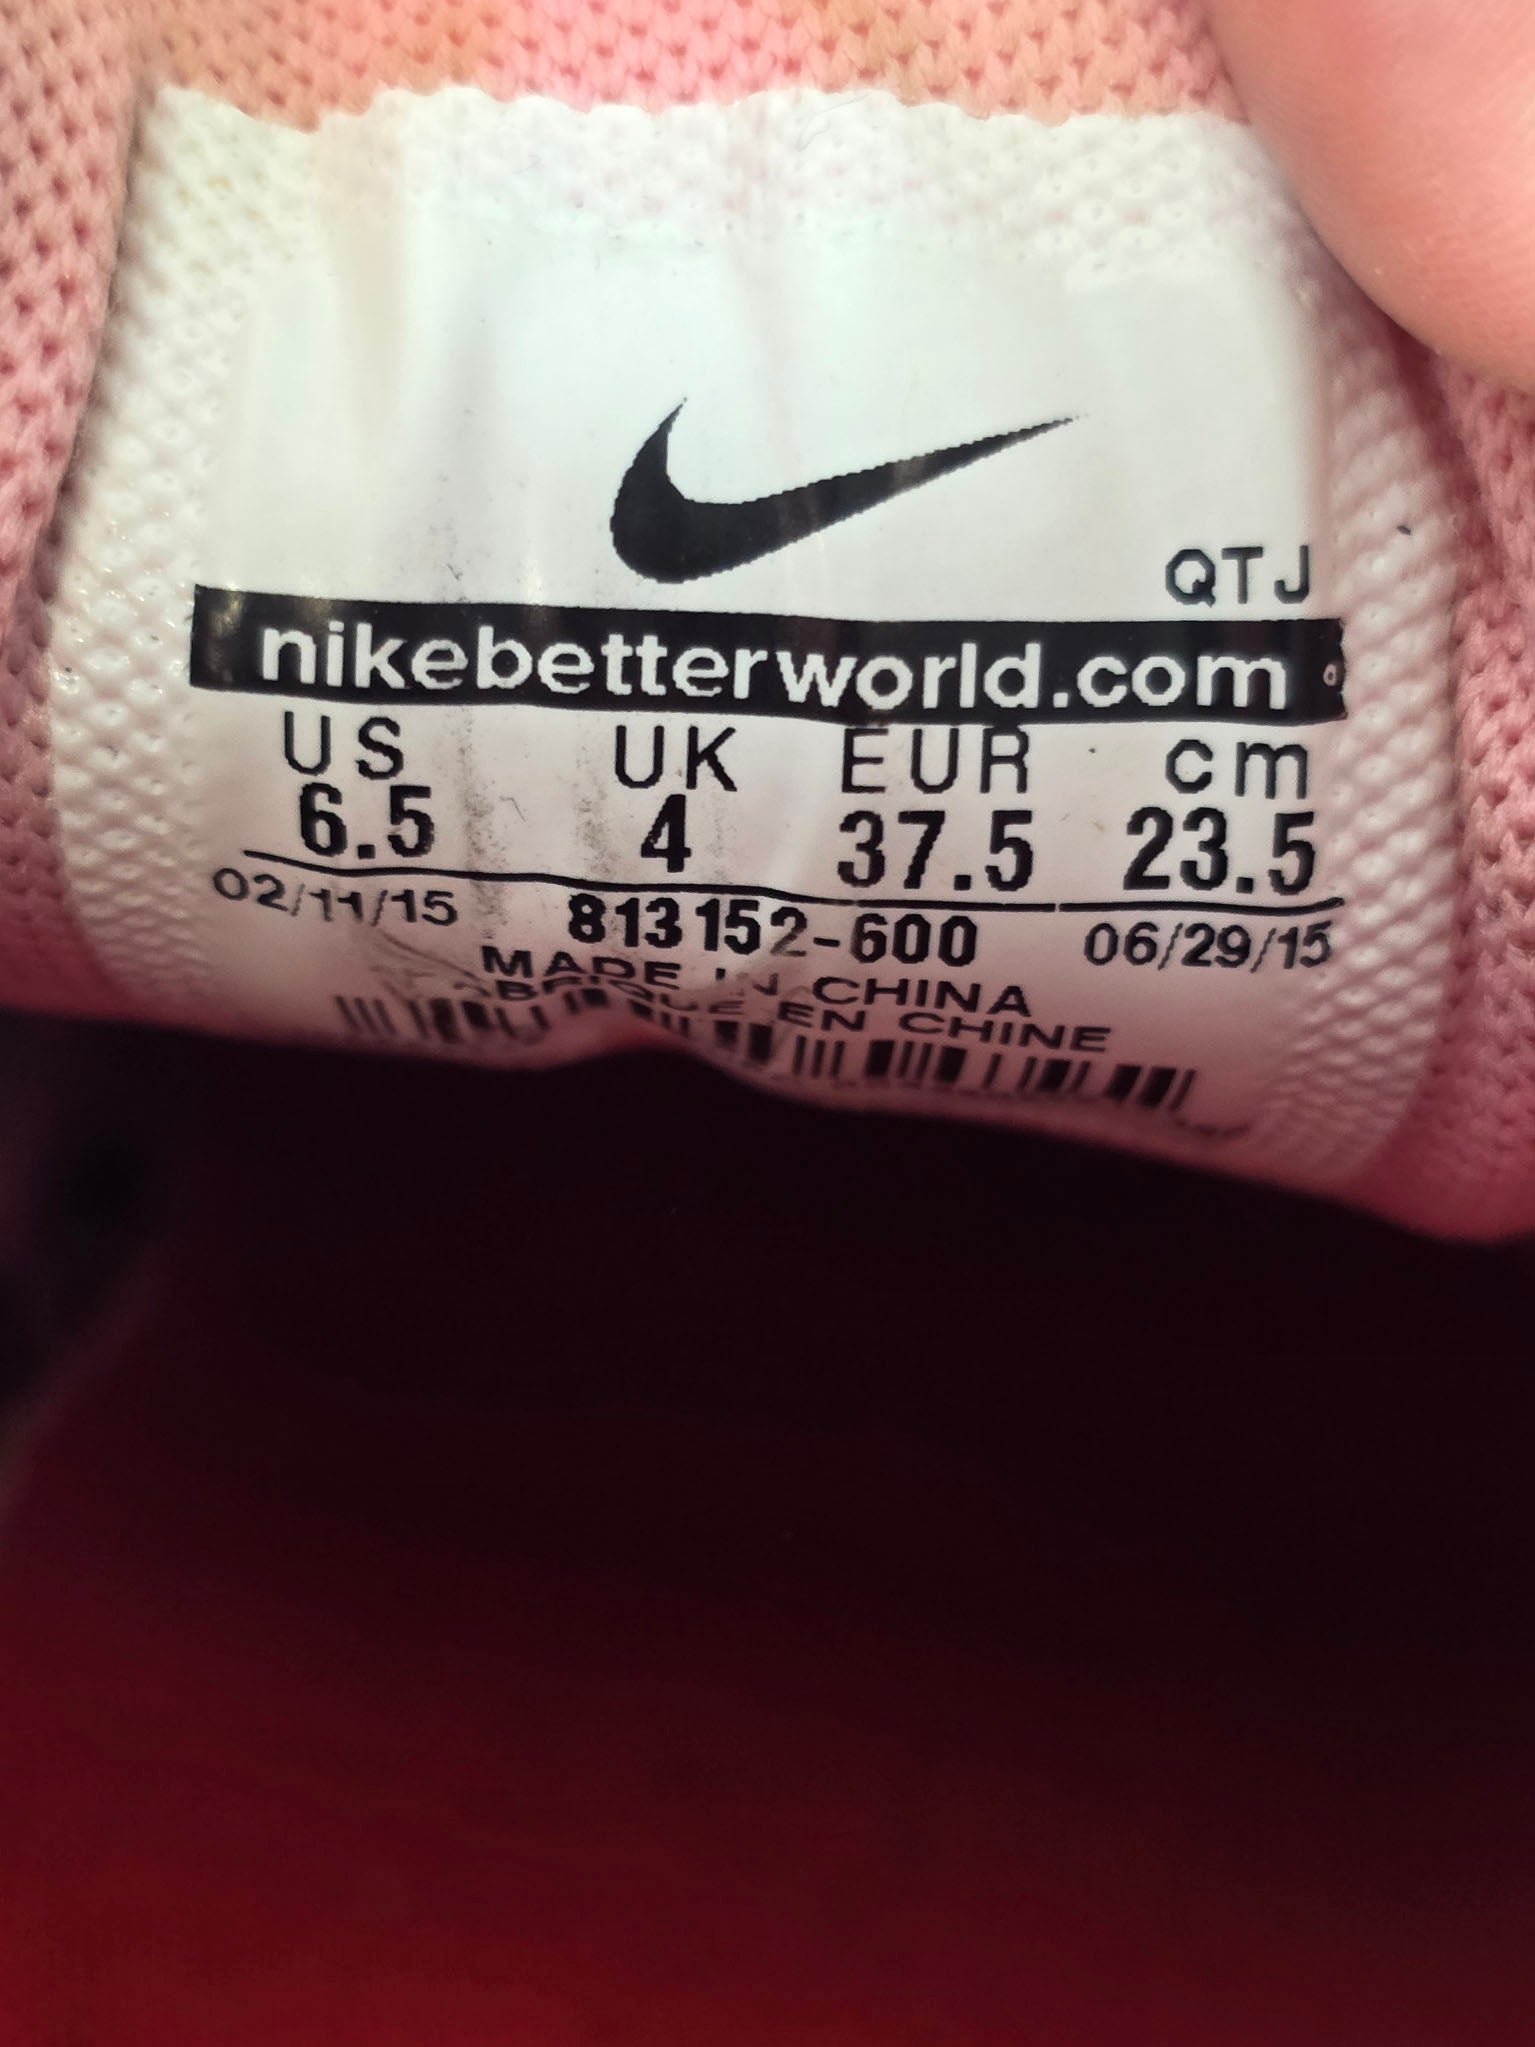 QTJ
nikebetterworld.com
US UK EUR cm
6.5 4 37.5 23.5
02/11/15 813152-600 06/29/15
MADE IN CHINA
EN CHINE